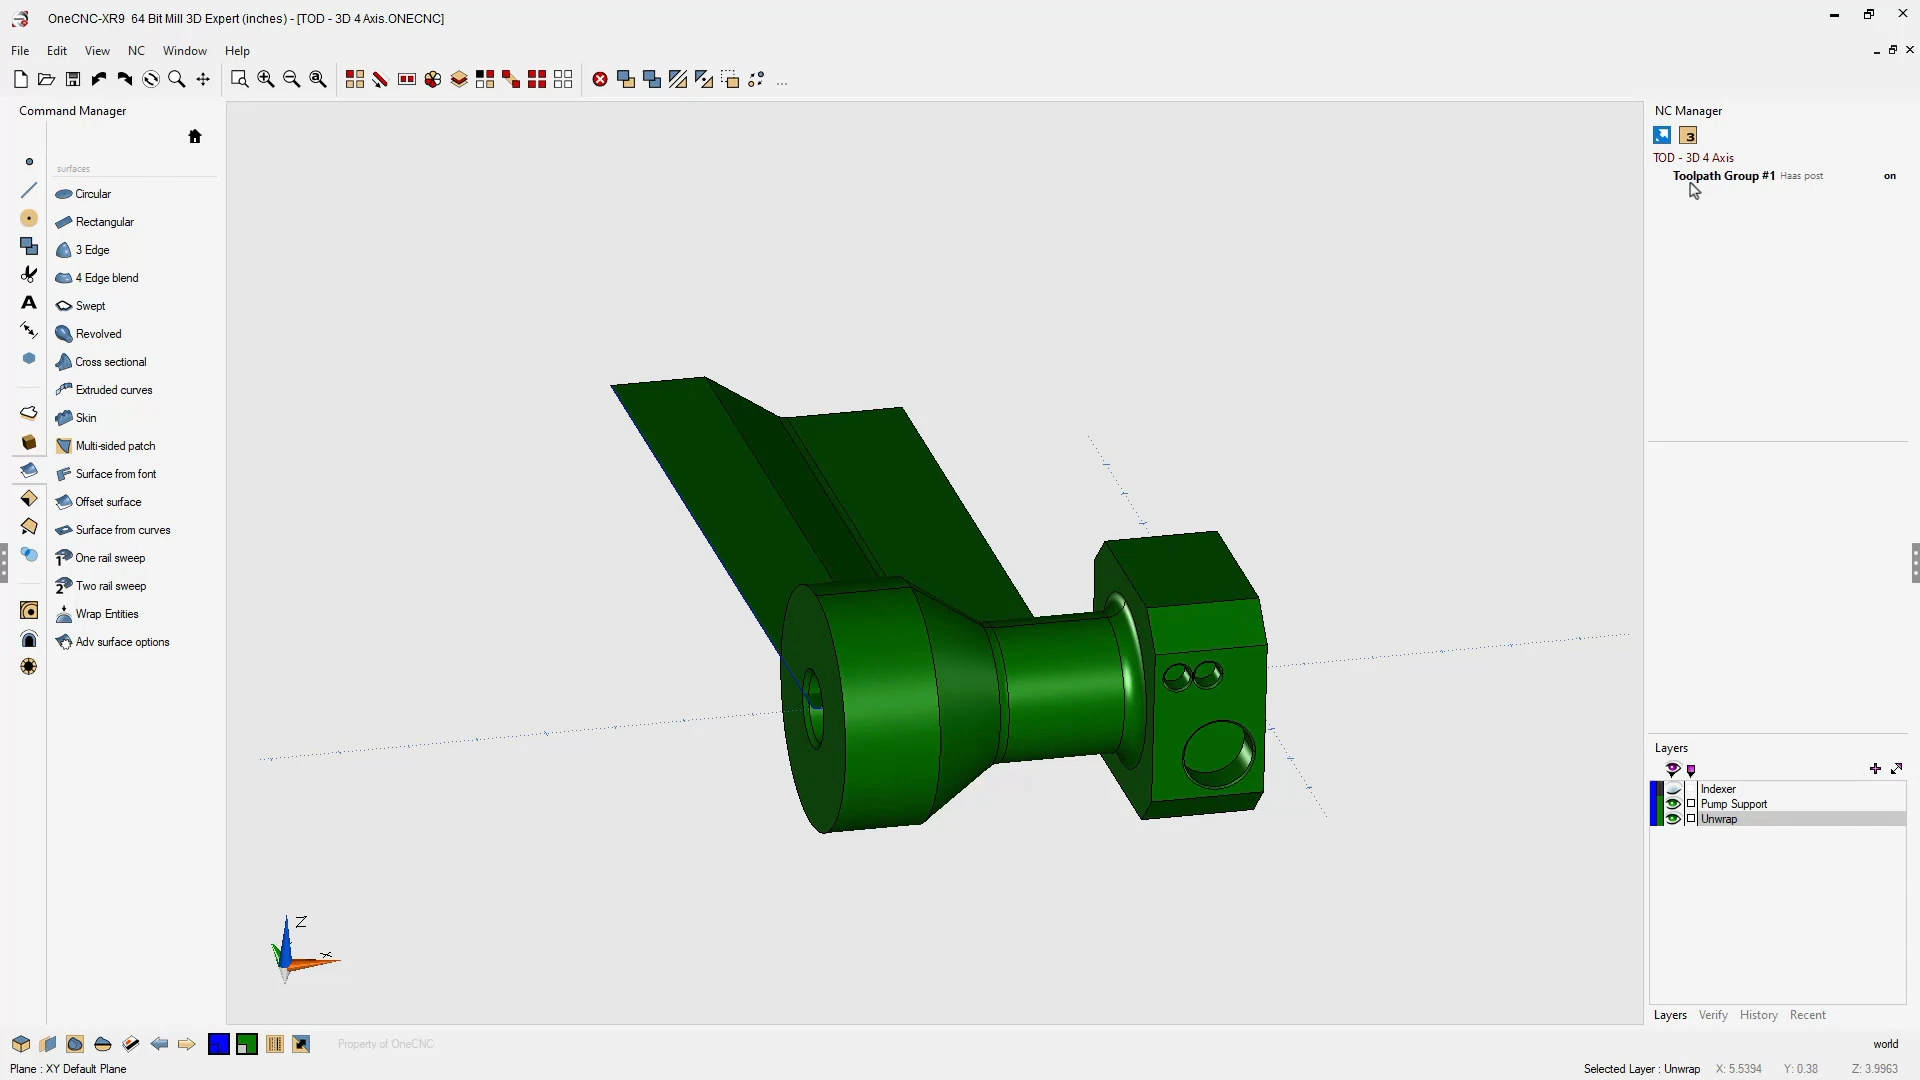 OneCNC-XR9 64 Bit Mill 3D Expert (inches) - [TOD - 3D 4 Axis.ONECNC]
File Edit View NC Window Help
...
Command Manager
surfaces
Circular
Rectangular
3 Edge
4 Edge blend
Swept
Revolved
Cross sectional
Extruded curves
Skin
Multi-sided patch
Surface from font
Offset surface
Surface from curves
1 One rail sweep
2 Two rail sweep
Wrap Entities
Adv surface options
A
Z
X
NC Manager
3
TOD - 3D 4 Axis
Toolpath Group #1 Haas post on
Layers
Indexer
Pump Support
Unwrap
Layers Verify History Recent
Property of OneCNC
world
Plane : XY Default Plane
Selected Layer : Unwrap X: 5.5394 Y: 0.38 Z: 3.9963